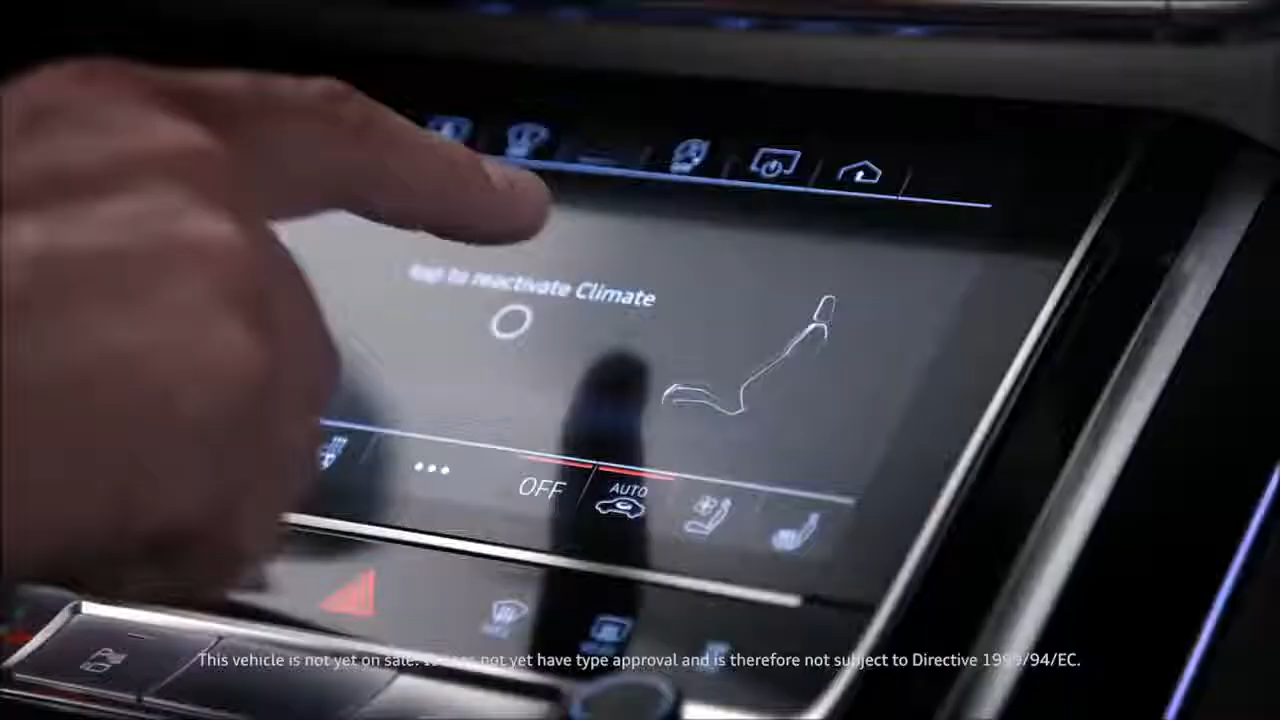 tap to reactivate Climate
OFF
AUTO
This vehicle is not yet on sale. It does not yet have type approval and is therefore not subject to Directive 1999/94/EC.